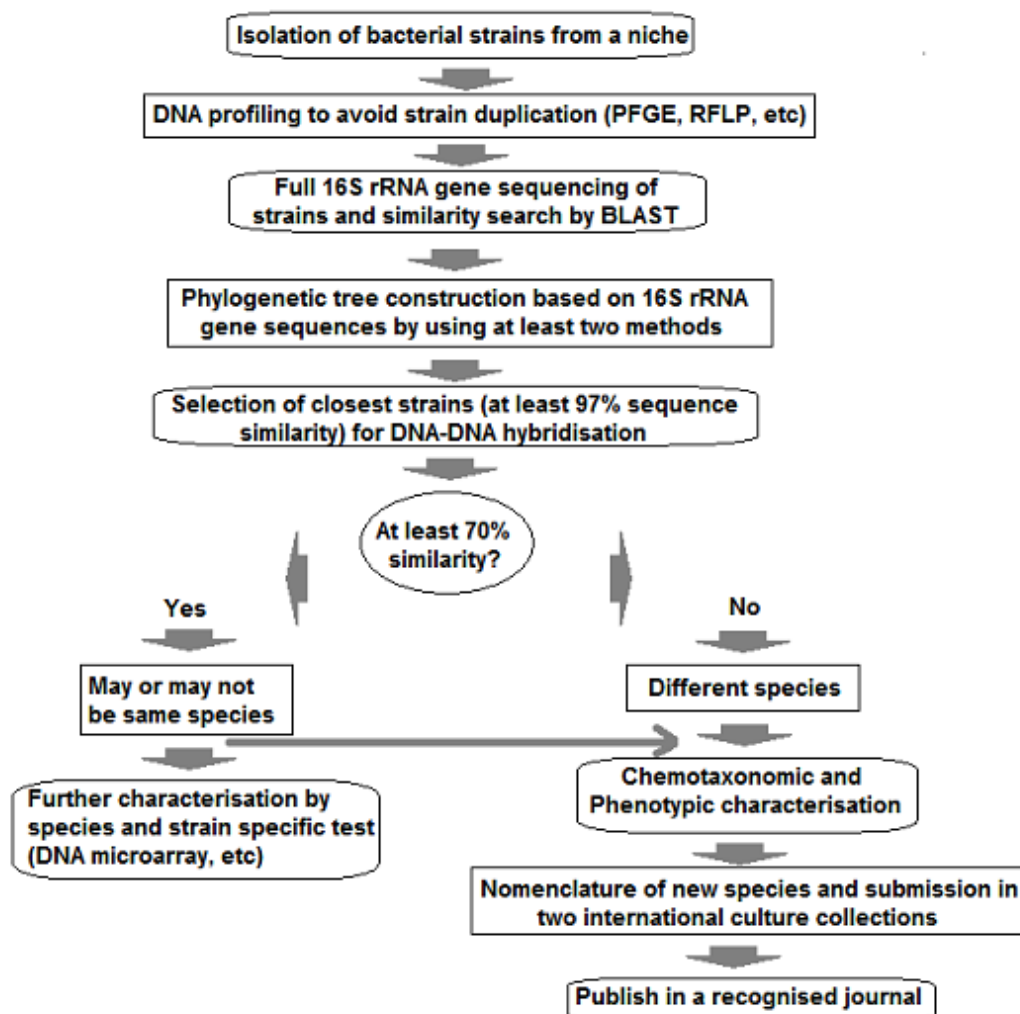 Isolation of bacterial strains from a niche
DNA profiling to avoid strain duplication (PFGE, RFLP, etc)
Full 16S rRNA gene sequencing of
strains and similarity search by BLAST
Phylogenetic tree construction based on 16S rRNA
gene sequences by using at least two methods
Selection of closest strains (at least 97% sequence
similarity) for DNA-DNA hybridisation
At least 70%
similarity?
Yes
No
May or may not
be same species
Different species
Further characterisation by
species and strain specific test
(DNA microarray, etc)
Chemotaxonomic and
Phenotypic characterisation
Nomenclature of new species and submission in
two international culture collections
Publish in a recognised journal